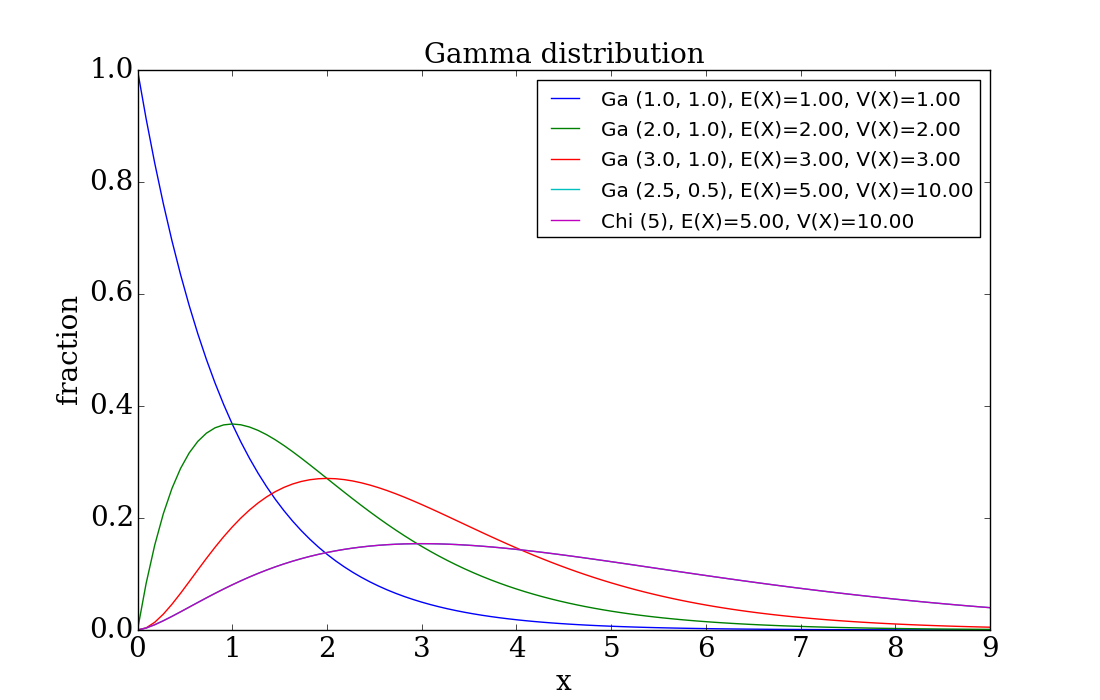 Gamma distribution
1.0
0.8
0.6
0.4
0.2
0.0
fraction
Ga (1.0, 1.0), E(X)=1.00, V(X)=1.00
Ga (2.0, 1.0), E(X)=2.00, V(X)=2.00
Ga (3.0, 1.0), E(X)=3.00, V(X)=3.00
Ga (2.5, 0.5), E(X)=5.00, V(X)=10.00
Chi (5), E(X)=5.00, V(X)=10.00
0 1 2 3 4 5 6 7 8 9
x